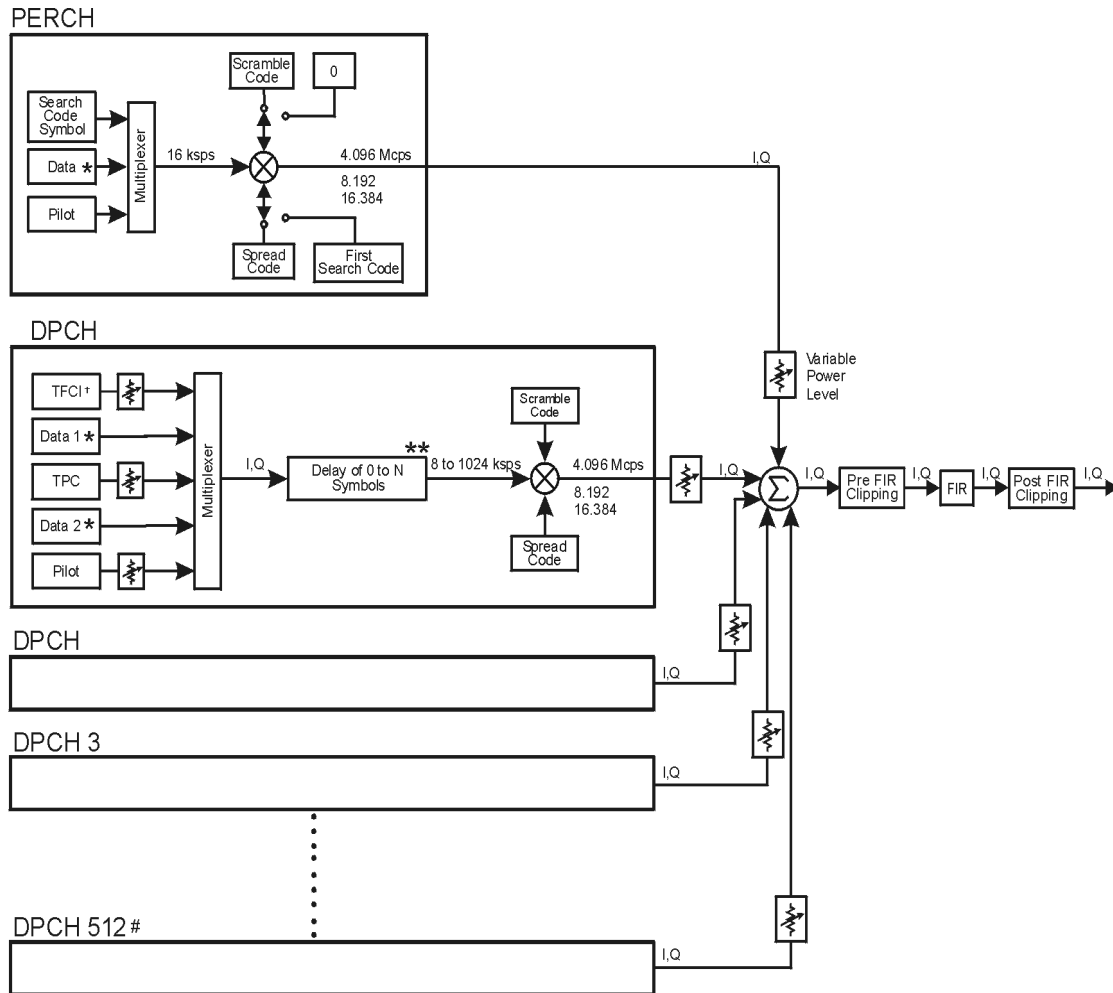 PERCH
Scramble
Code
0
Search
Code
Symbol
Data *
Pilot
Multiplexer
16 ksps
4.096 Mcps
8.192
16.384
I,Q
Spread
Code
First
Search Code
DPCH
Variable
Power
Level
TFCI †
Data 1 *
TPC
Data 2 *
Pilot
Multiplexer
I,Q
Delay of 0 to N
Symbols
**
8 to 1024 ksps
Scramble
Code
4.096 Mcps
8.192
16.384
Spread
Code
I,Q
Σ
I,Q
Pre FIR
Clipping
I,Q
FIR
I,Q
Post FIR
Clipping
I,Q
DPCH
I,Q
DPCH 3
I,Q
DPCH 512 #
I,Q